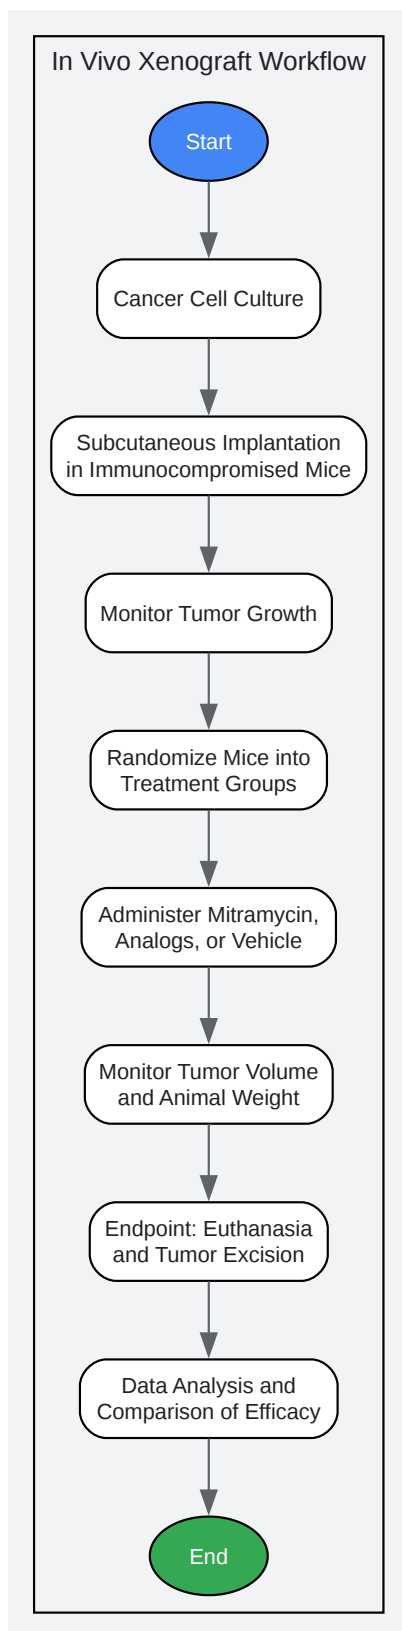 In Vivo Xenograft Workflow
Start
Cancer Cell Culture
Subcutaneous Implantation
in Immunocompromised Mice
Monitor Tumor Growth
Randomize Mice into
Treatment Groups
Administer Mitramycin,
Analogs, or Vehicle
Monitor Tumor Volume
and Animal Weight
Endpoint: Euthanasia
and Tumor Excision
Data Analysis and
Comparison of Efficacy
End